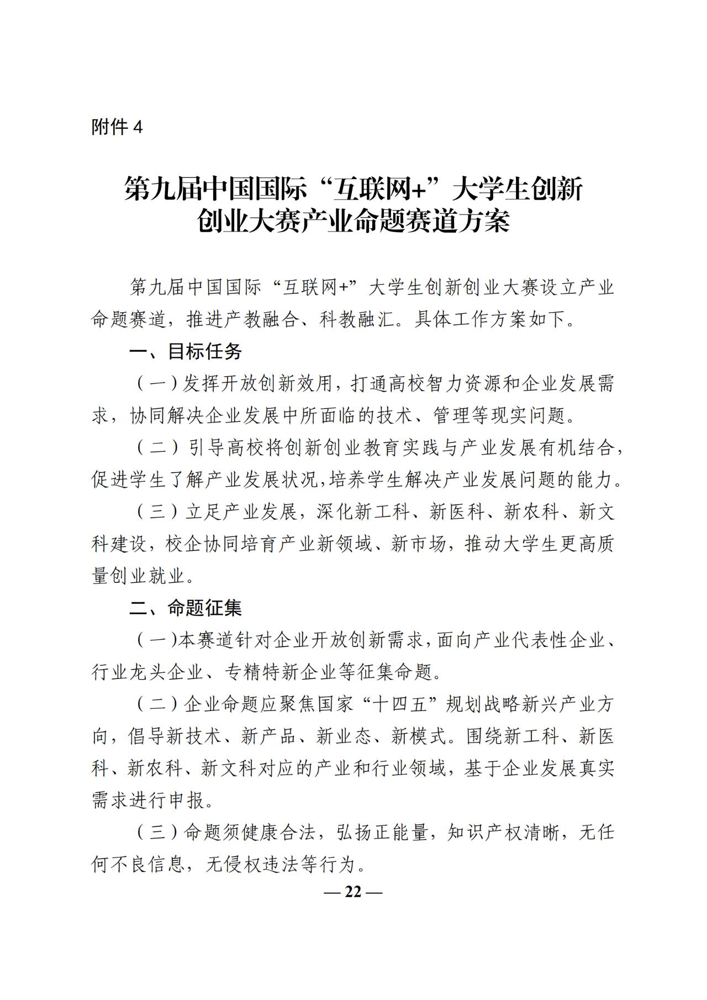 附件 4
第九届中国国际“互联网+”大学生创新
创业大赛产业命题赛道方案
第九届中国国际“互联网+”大学生创新创业大赛设立产业
命题赛道，推进产教融合、科教融汇。具体工作方案如下。
一、目标任务
（一）发挥开放创新效用，打通高校智力资源和企业发展需
求，协同解决企业发展中所面临的技术、管理等现实问题。
（二）引导高校将创新创业教育实践与产业发展有机结合，
促进学生了解产业发展状况，培养学生解决产业发展问题的能力。
（三）立足产业发展，深化新工科、新医科、新农科、新文
科建设，校企协同培育产业新领域、新市场，推动大学生更高质
量创业就业。
二、命题征集
（一）本赛道针对企业开放创新需求，面向产业代表性企业、
行业龙头企业、专精特新企业等征集命题。
（二）企业命题应聚焦国家“十四五”规划战略新兴产业方
向，倡导新技术、新产品、新业态、新模式。围绕新工科、新医
科、新农科、新文科对应的产业和行业领域，基于企业发展真实
需求进行申报。
（三）命题须健康合法，弘扬正能量，知识产权清晰，无任
何不良信息，无侵权违法等行为。
— 22 —